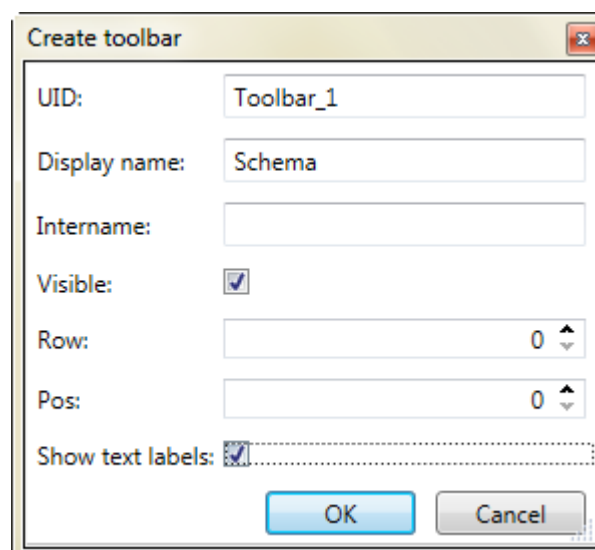 Create toolbar
UID: Toolbar_1
Display name: Schema
Intername:
Visible:
Row: 0
Pos: 0
Show text labels:
OK Cancel